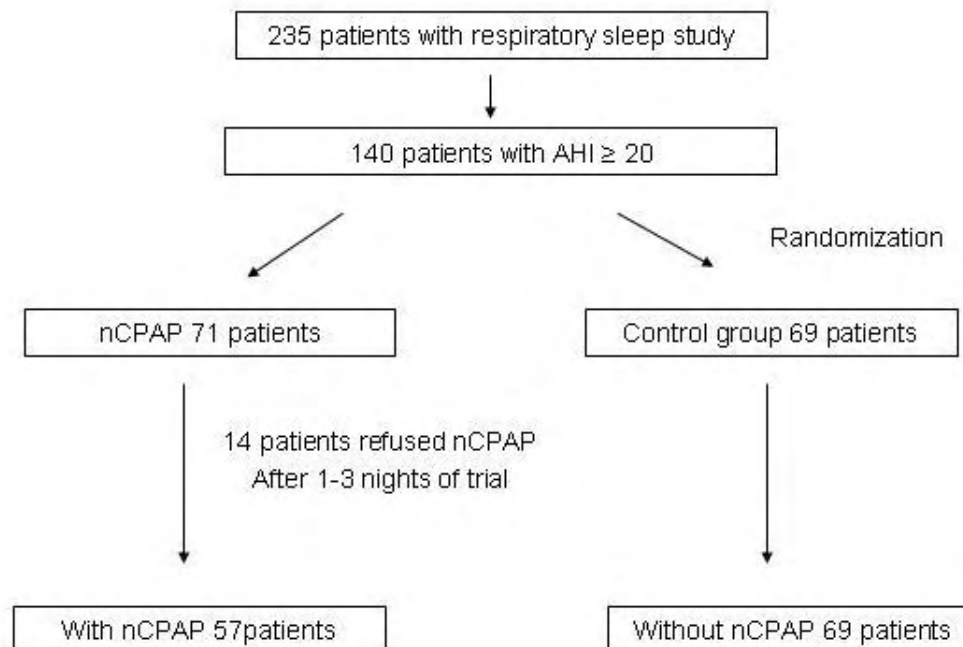 235 patients with respiratory sleep study
140 patients with AHI ≥ 20
Randomization
nCPAP 71 patients
Control group 69 patients
14 patients refused nCPAP
After 1-3 nights of trial
With nCPAP 57patients
Without nCPAP 69 patients